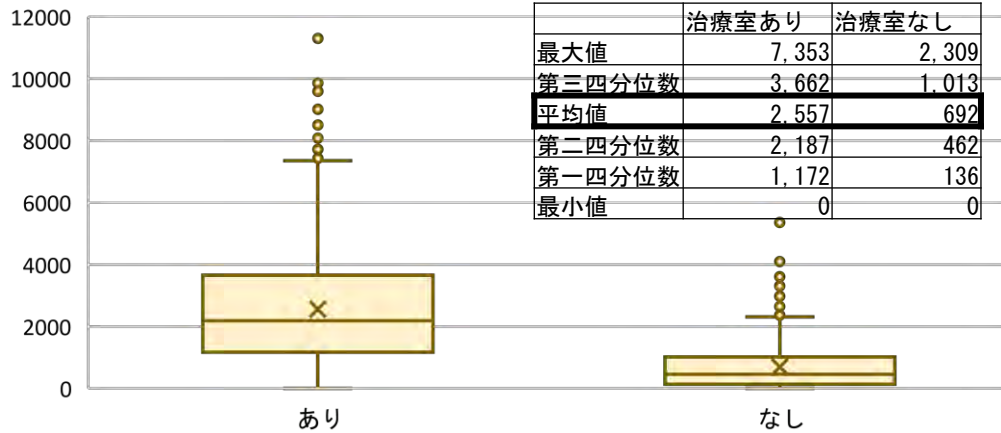 12000
10000
8000
6000
4000
2000
0
あり
なし
治療室あり 治療室なし
最大値 7,353 2,309
第三四分位数 3,662 1,013
平均値 2,557 692
第二四分位数 2,187 462
第一四分位数 1,172 136
最小値 0 0